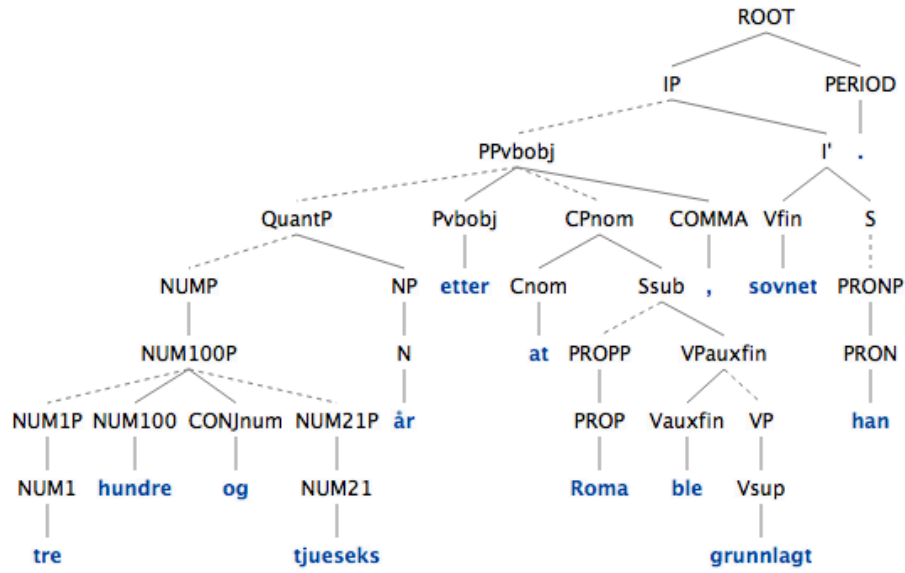 ROOT
IP PERIOD
PPvbobj I' .
QuantP Pvbobj CPnom COMMA Vfin S
NUMP NP etter Cnom Ssub , sovnet PRONP
NUM100P N at PROPP VPauxfin PRON
NUM1P NUM100 CONJnum NUM21P år PROP Vauxfin VP han
NUM1 hundre og NUM21 Roma ble Vsup
tre tjueseks grunnlagt